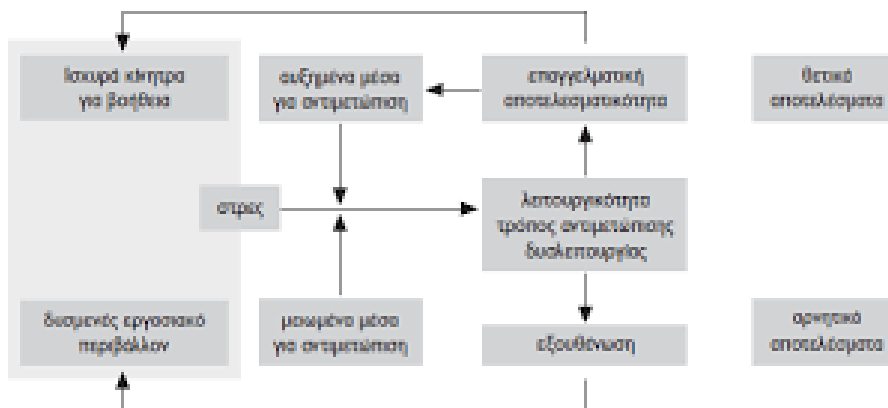 ισχυρά κίνητρα
για βοήθεια
αυξημένα μέσα
για αντιμετώπιση
επαγγελματική
αποτελεσματικότητα
θετικά
αποτελέσματα
στρες
λειτουργικότητα
τρόπος αντιμετώπισης
δυσλειτουργίας
δυσμενές εργασιακό
περιβάλλον
μειωμένα μέσα
για αντιμετώπιση
εξουθένωση
αρνητικά
αποτελέσματα